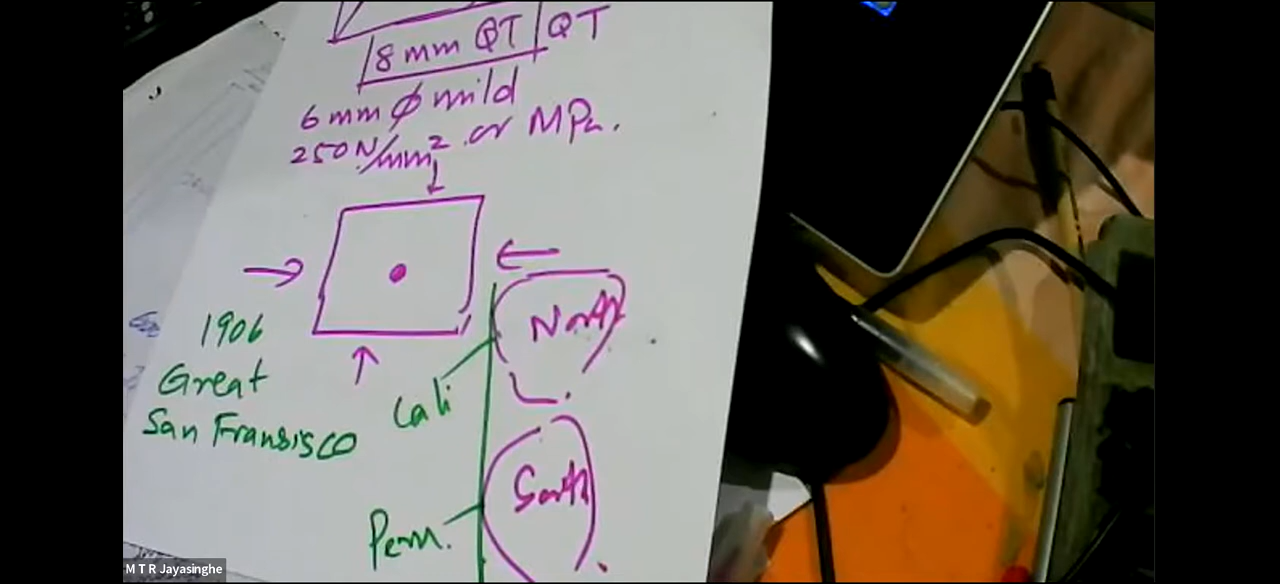 8 mm QT QT
6 mm ϕ mild
250 N/mm² or MPa.
North
1906
Great
San Fransisco
Cali
South
Peru.
M T R Jayasinghe